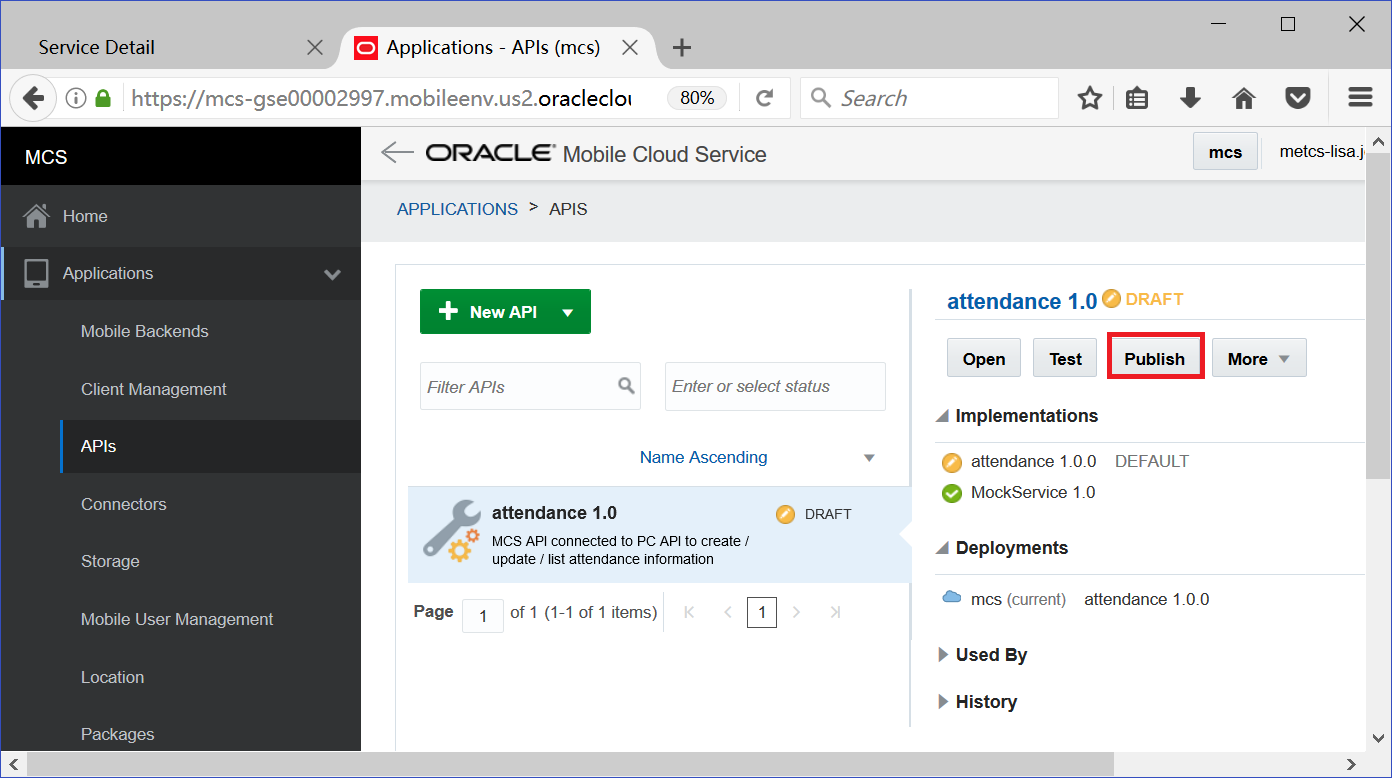 Service Detail
Applications - APIs (mcs)
https://mcs-gse00002997.mobileenv.us2.oracleclou
80%
Search
MCS
ORACLE Mobile Cloud Service
mcs
metcs-lisa.j
Home
APPLICATIONS > APIS
Applications
Mobile Backends
Client Management
APIs
Connectors
Storage
Mobile User Management
Location
Packages
New API
Filter APIs
Enter or select status
Name Ascending
attendance 1.0
DRAFT
MCS API connected to PC API to create /
update / list attendance information
Page 1 of 1 (1-1 of 1 items) 1
attendance 1.0 DRAFT
Open Test Publish More
Implementations
attendance 1.0.0 DEFAULT
MockService 1.0
Deployments
mcs (current) attendance 1.0.0
Used By
History